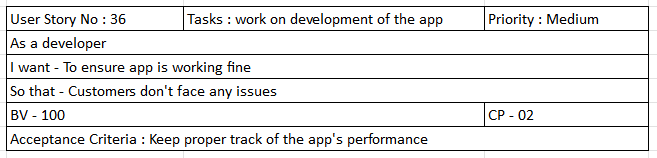 User Story No : 36 Tasks : work on development of the app Priority : Medium
As a developer
I want - To ensure app is working fine
So that - Customers don't face any issues
BV - 100 CP - 02
Acceptance Criteria : Keep proper track of the app's performance